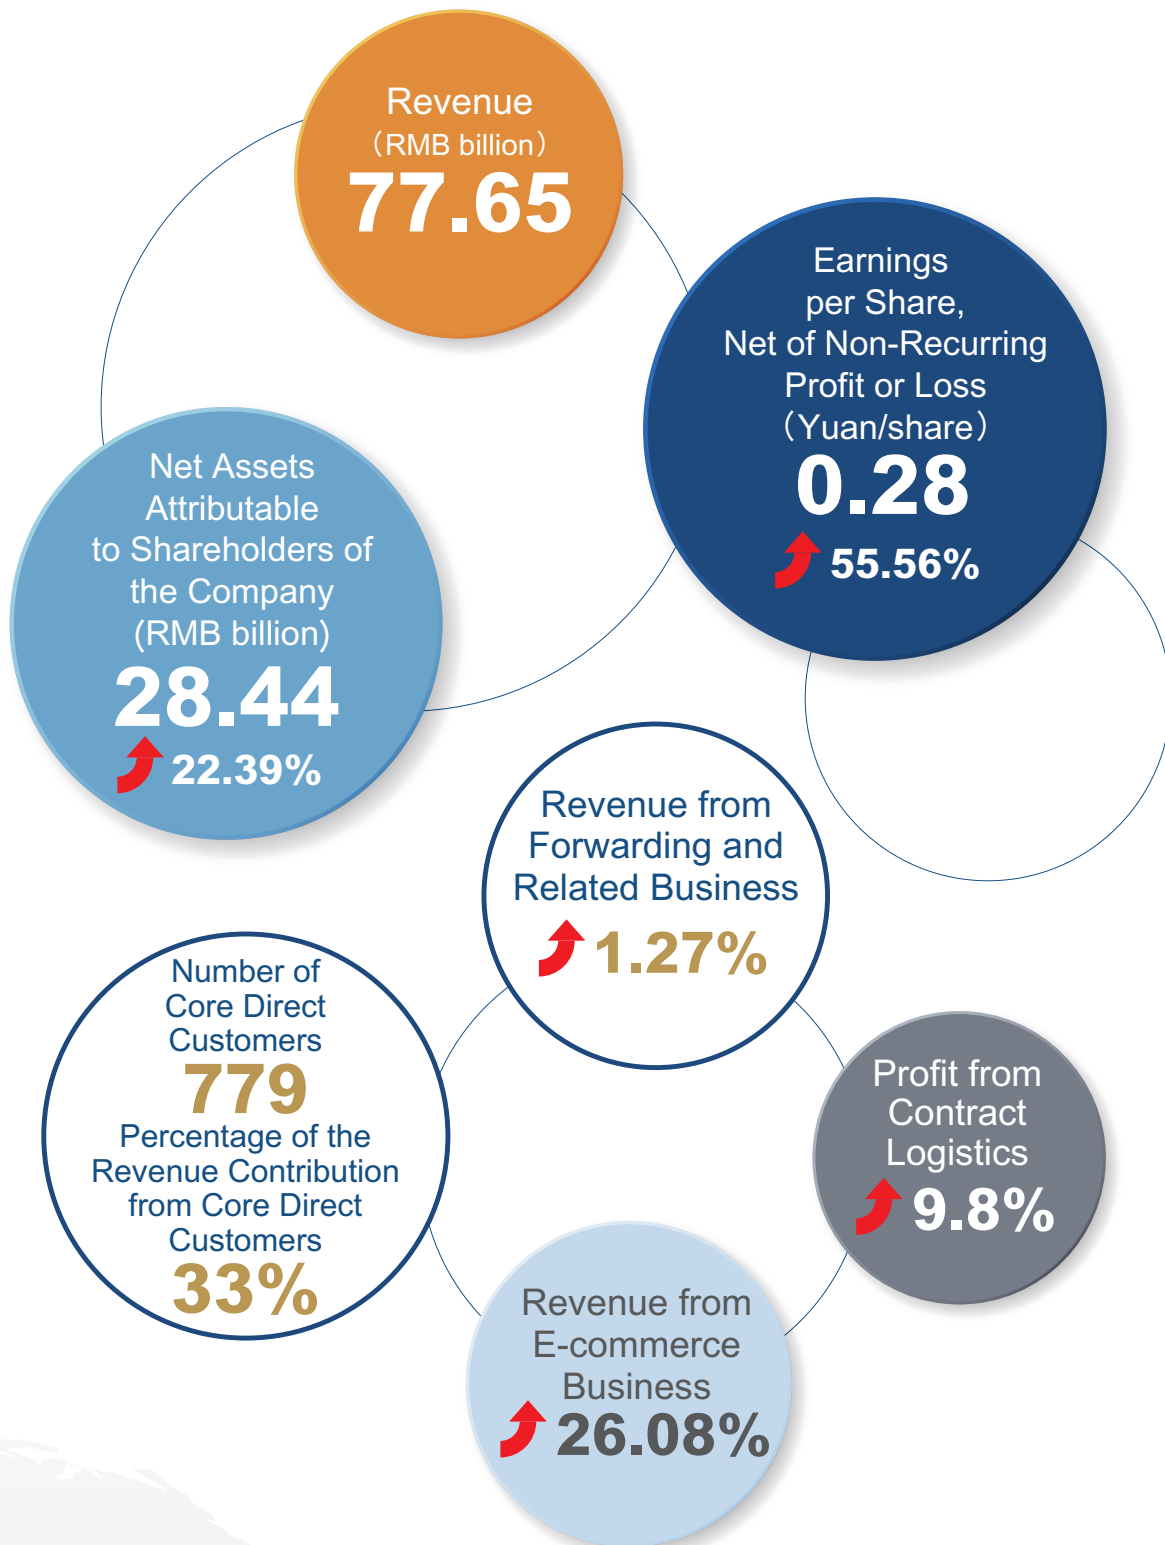 Revenue
（RMB billion）
77.65
Earnings
per Share,
Net of Non-Recurring
Profit or Loss
（Yuan/share）
0.28
55.56%
Net Assets
Attributable
to Shareholders of
the Company
(RMB billion)
28.44
22.39%
Revenue from
Forwarding and
Related Business
1.27%
Number of
Core Direct
Customers
779
Percentage of the
Revenue Contribution
from Core Direct
Customers
33%
Profit from
Contract
Logistics
9.8%
Revenue from
E-commerce
Business
26.08%